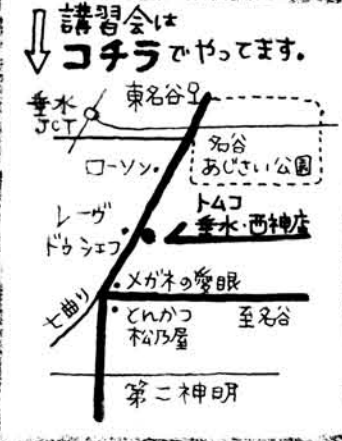 講習会は
コチラでやってます。
東名谷
垂水
JCT
名谷
あじさい公園
ローソン
トムコ
垂水・西神店
レーヴ
ドゥシェフ
メガネの愛眼
七曲り
とんかつ
松乃屋
至名谷
第二神明